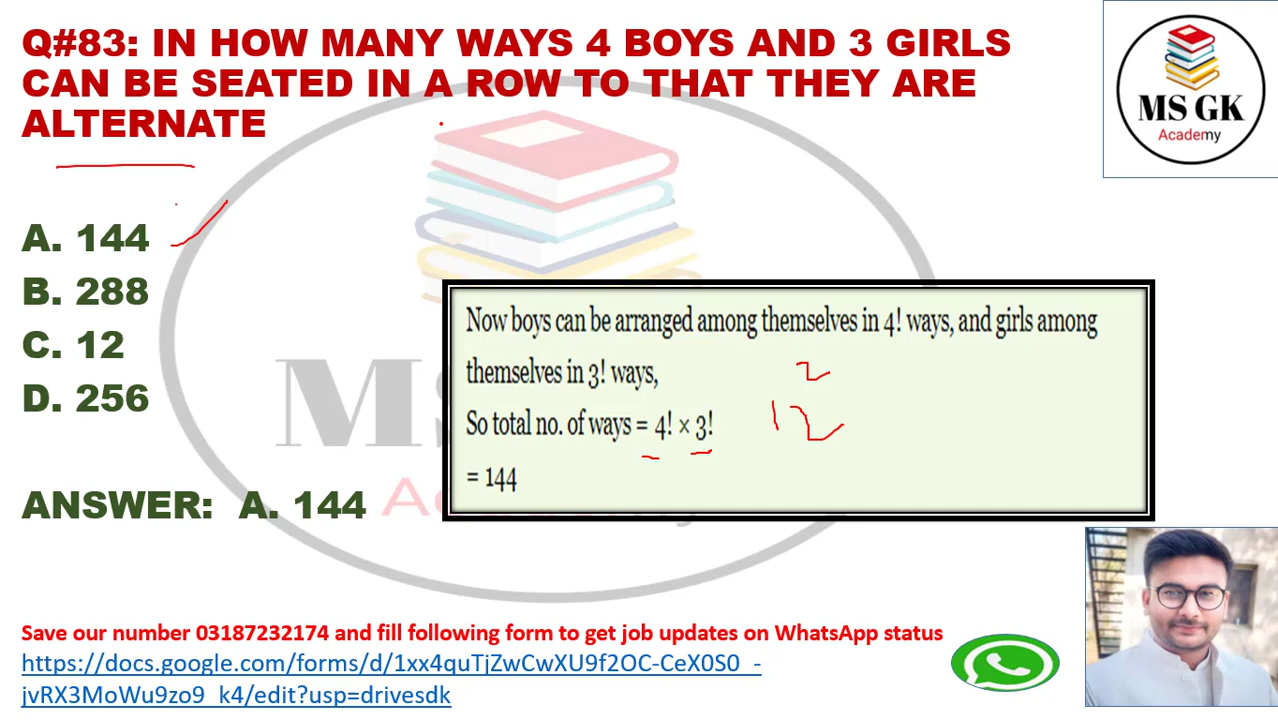 Q#83: IN HOW MANY WAYS 4 BOYS AND 3 GIRLS
CAN BE SEATED IN A ROW TO THAT THEY ARE
ALTERNATE
MS GK
Academy
A. 144
B. 288
C. 12
D. 256
Now boys can be arranged among themselves in 4! ways, and girls among
themselves in 3! ways,
2
So total no. of ways = 4! × 3!
12
= 144
ANSWER: A. 144
Save our number 03187232174 and fill following form to get job updates on WhatsApp status
https://docs.google.com/forms/d/1xx4quTjZwCwXU9f2OC-CeX0S0_-
jvRX3MoWu9zo9_k4/edit?usp=drivesdk